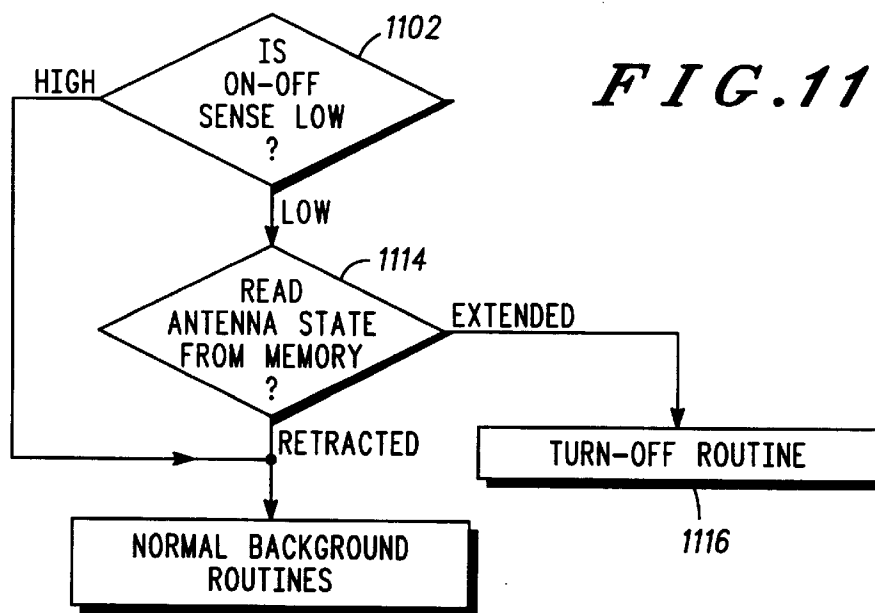 1102
IS
ON-OFF
SENSE LOW
?
HIGH
FIG.11
LOW
1114
READ
ANTENNA STATE
FROM MEMORY
?
EXTENDED
RETRACTED
TURN-OFF ROUTINE
1116
NORMAL BACKGROUND
ROUTINES